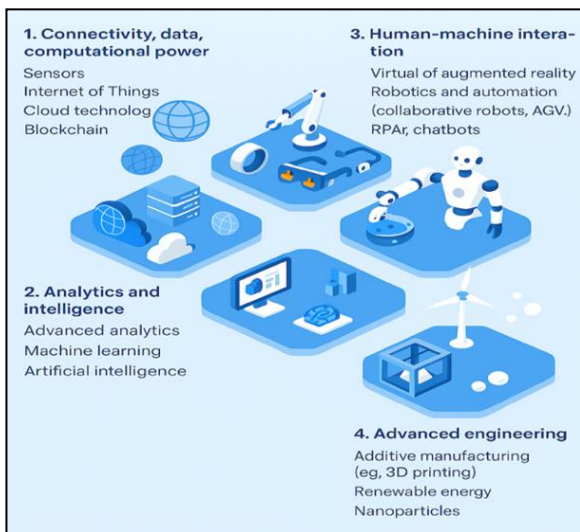 1. Connectivity, data,
computational power
Sensors
Internet of Things
Cloud technolog
Blockchain
2. Analytics and
intelligence
Advanced analytics
Machine learning
Artificial intelligence
3. Human-machine interea-
tion
Virtual of augmented reality
Robotics and automation
(collaborative robots, AGV.)
RPAr, chatbots
4. Advanced engineering
Additive manufacturing
(eg, 3D printing)
Renewable energy
Nanoparticles